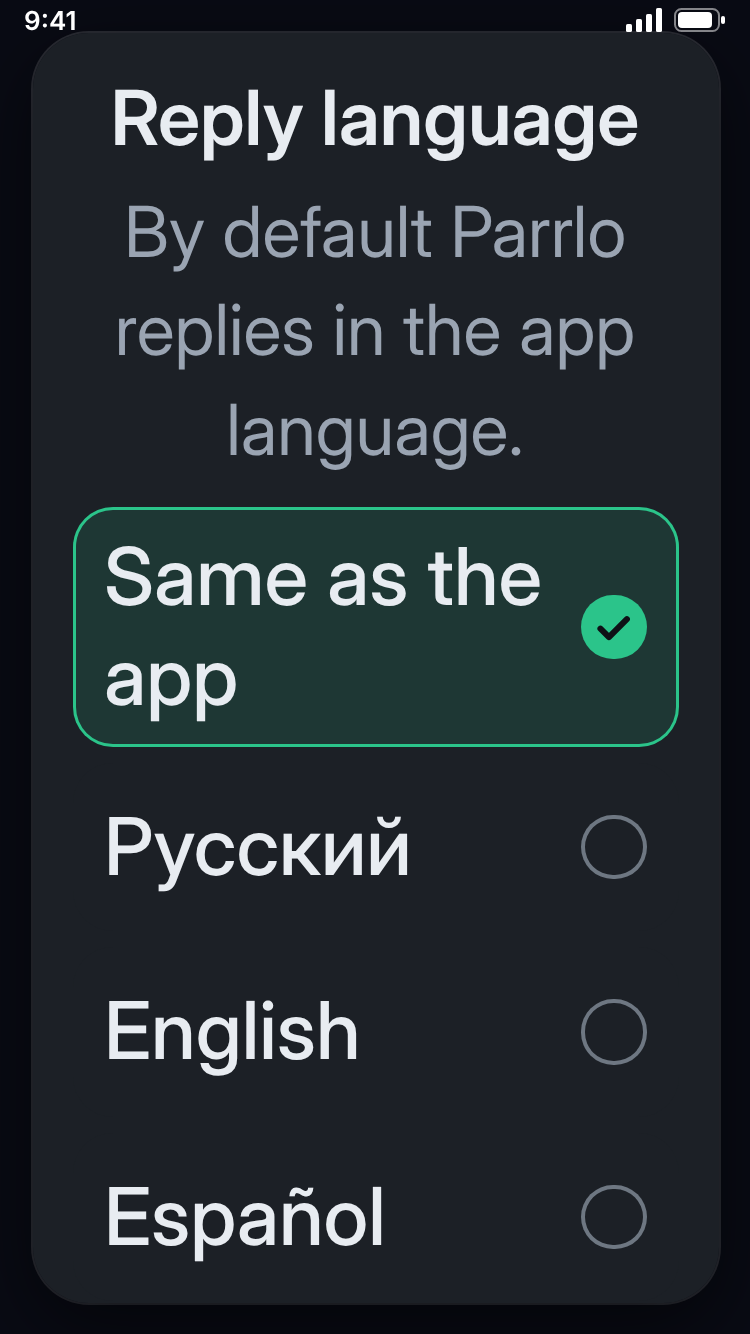 9:41
Reply language
By default Parrlo
replies in the app
language.
Same as the
app
Русский
English
Español